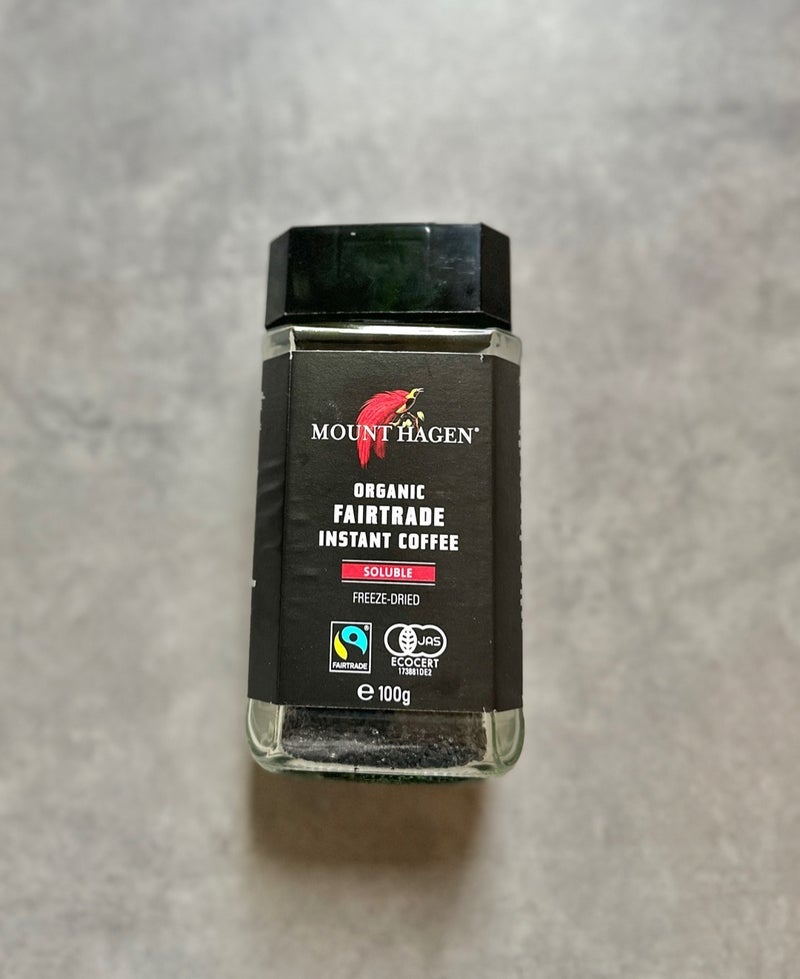 MOUNT HAGEN®
ORGANIC
FAIRTRADE
INSTANT COFFEE
SOLUBLE
FREEZE-DRIED
®
FAIRTRADE
JAS
ECOCERT
173881DE2
℮ 100g